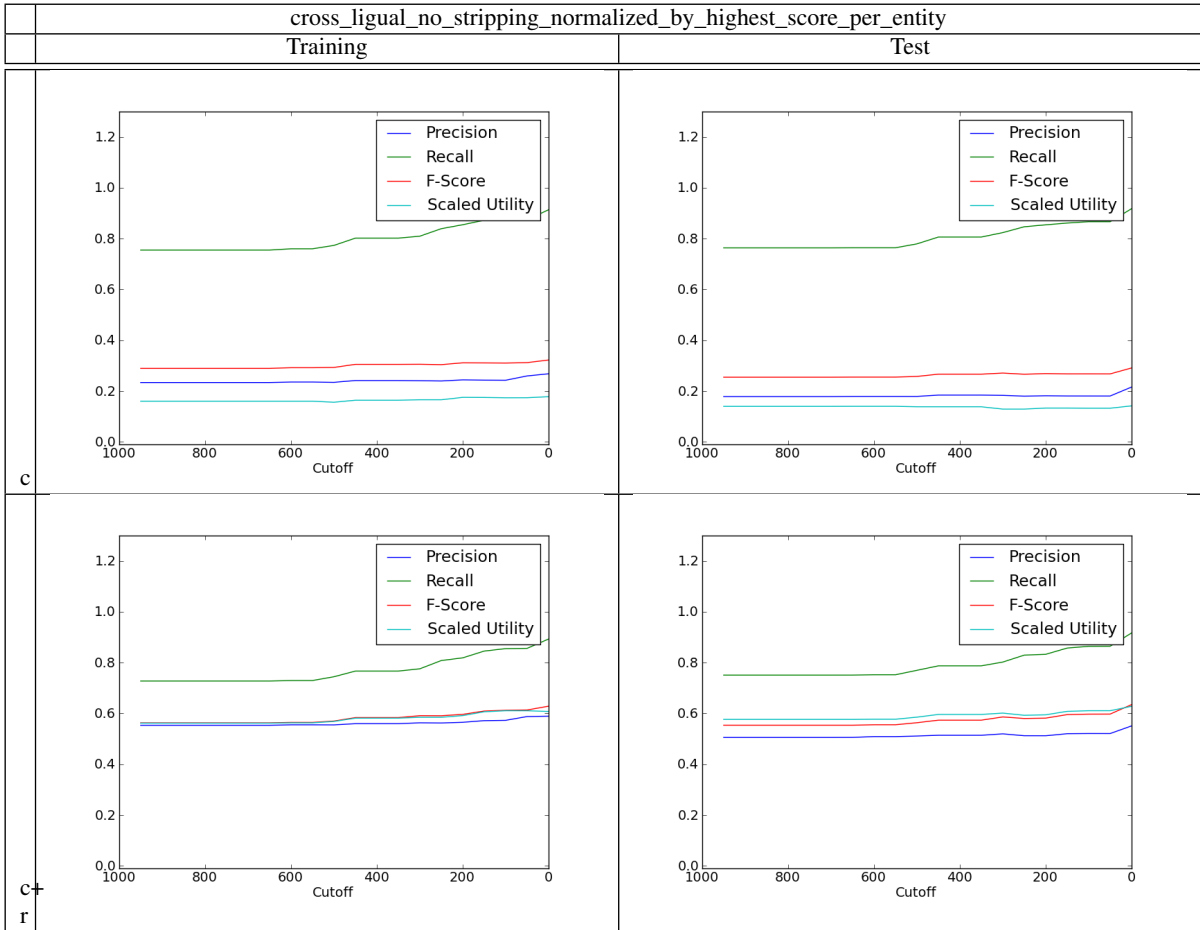 cross_ligual_no_stripping_normalized_by_highest_score_per_entity
Training
Test
c
1.2
1.0
0.8
0.6
0.4
0.2
0.0
Precision
Recall
F-Score
Scaled Utility
1000 800 600 400 200 0
Cutoff
1.2
1.0
0.8
0.6
0.4
0.2
0.0
Precision
Recall
F-Score
Scaled Utility
1000 800 600 400 200 0
Cutoff
c+
r
1.2
1.0
0.8
0.6
0.4
0.2
0.0
Precision
Recall
F-Score
Scaled Utility
1000 800 600 400 200 0
Cutoff
1.2
1.0
0.8
0.6
0.4
0.2
0.0
Precision
Recall
F-Score
Scaled Utility
1000 800 600 400 200 0
Cutoff